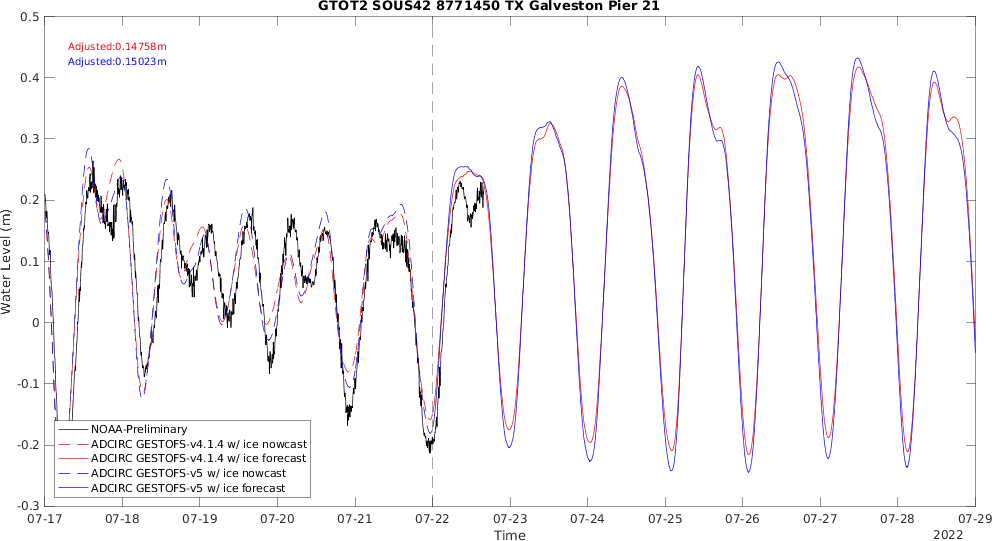 GTOT2 SOUS42 8771450 TX Galveston Pier 21
0.5
Adjusted:0.14758m
Adjusted:0.15023m
0.4
0.3
0.2
0.1
0
-0.1
-0.2
-0.3
Water Level (m)
NOAA-Preliminary
ADCIRC GESTOFS-v4.1.4 w/ ice nowcast
ADCIRC GESTOFS-v4.1.4 w/ ice forecast
ADCIRC GESTOFS-v5 w/ ice nowcast
ADCIRC GESTOFS-v5 w/ ice forecast
07-17 07-18 07-19 07-20 07-21 07-22 07-23 07-24 07-25 07-26 07-27 07-28 07-29
Time
2022